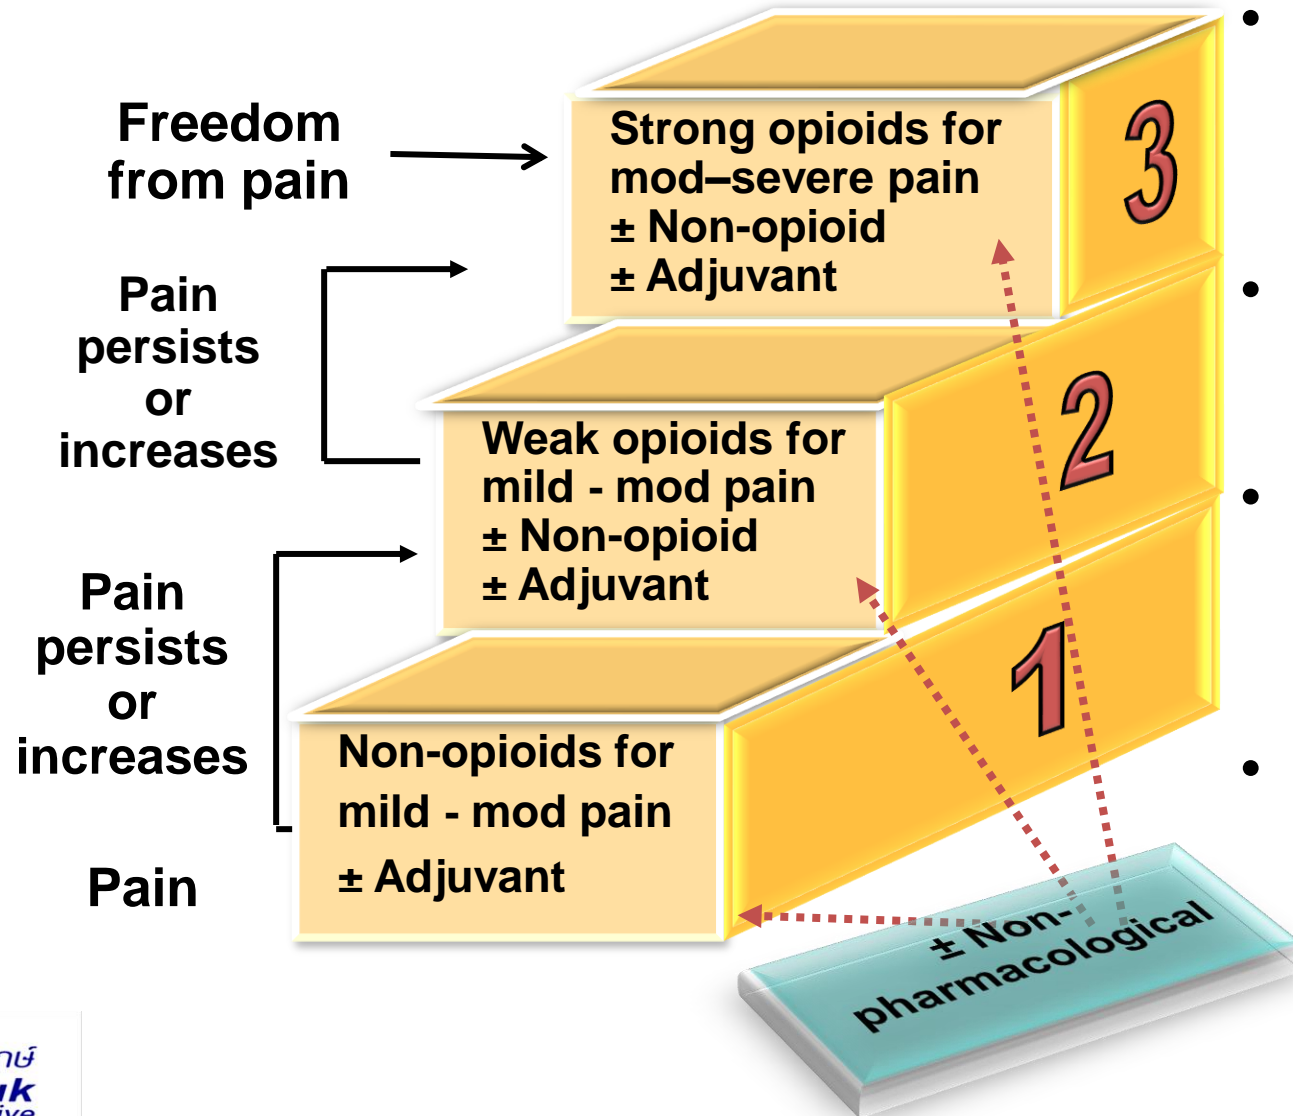 Freedom
from pain
Strong opioids for
mod–severe pain
± Non-opioid
± Adjuvant
3
Pain
persists
or
increases
Weak opioids for
mild - mod pain
± Non-opioid
± Adjuvant
2
Pain
persists
or
increases
Non-opioids for
mild - mod pain
± Adjuvant
1
Pain
± Non-
pharmacological